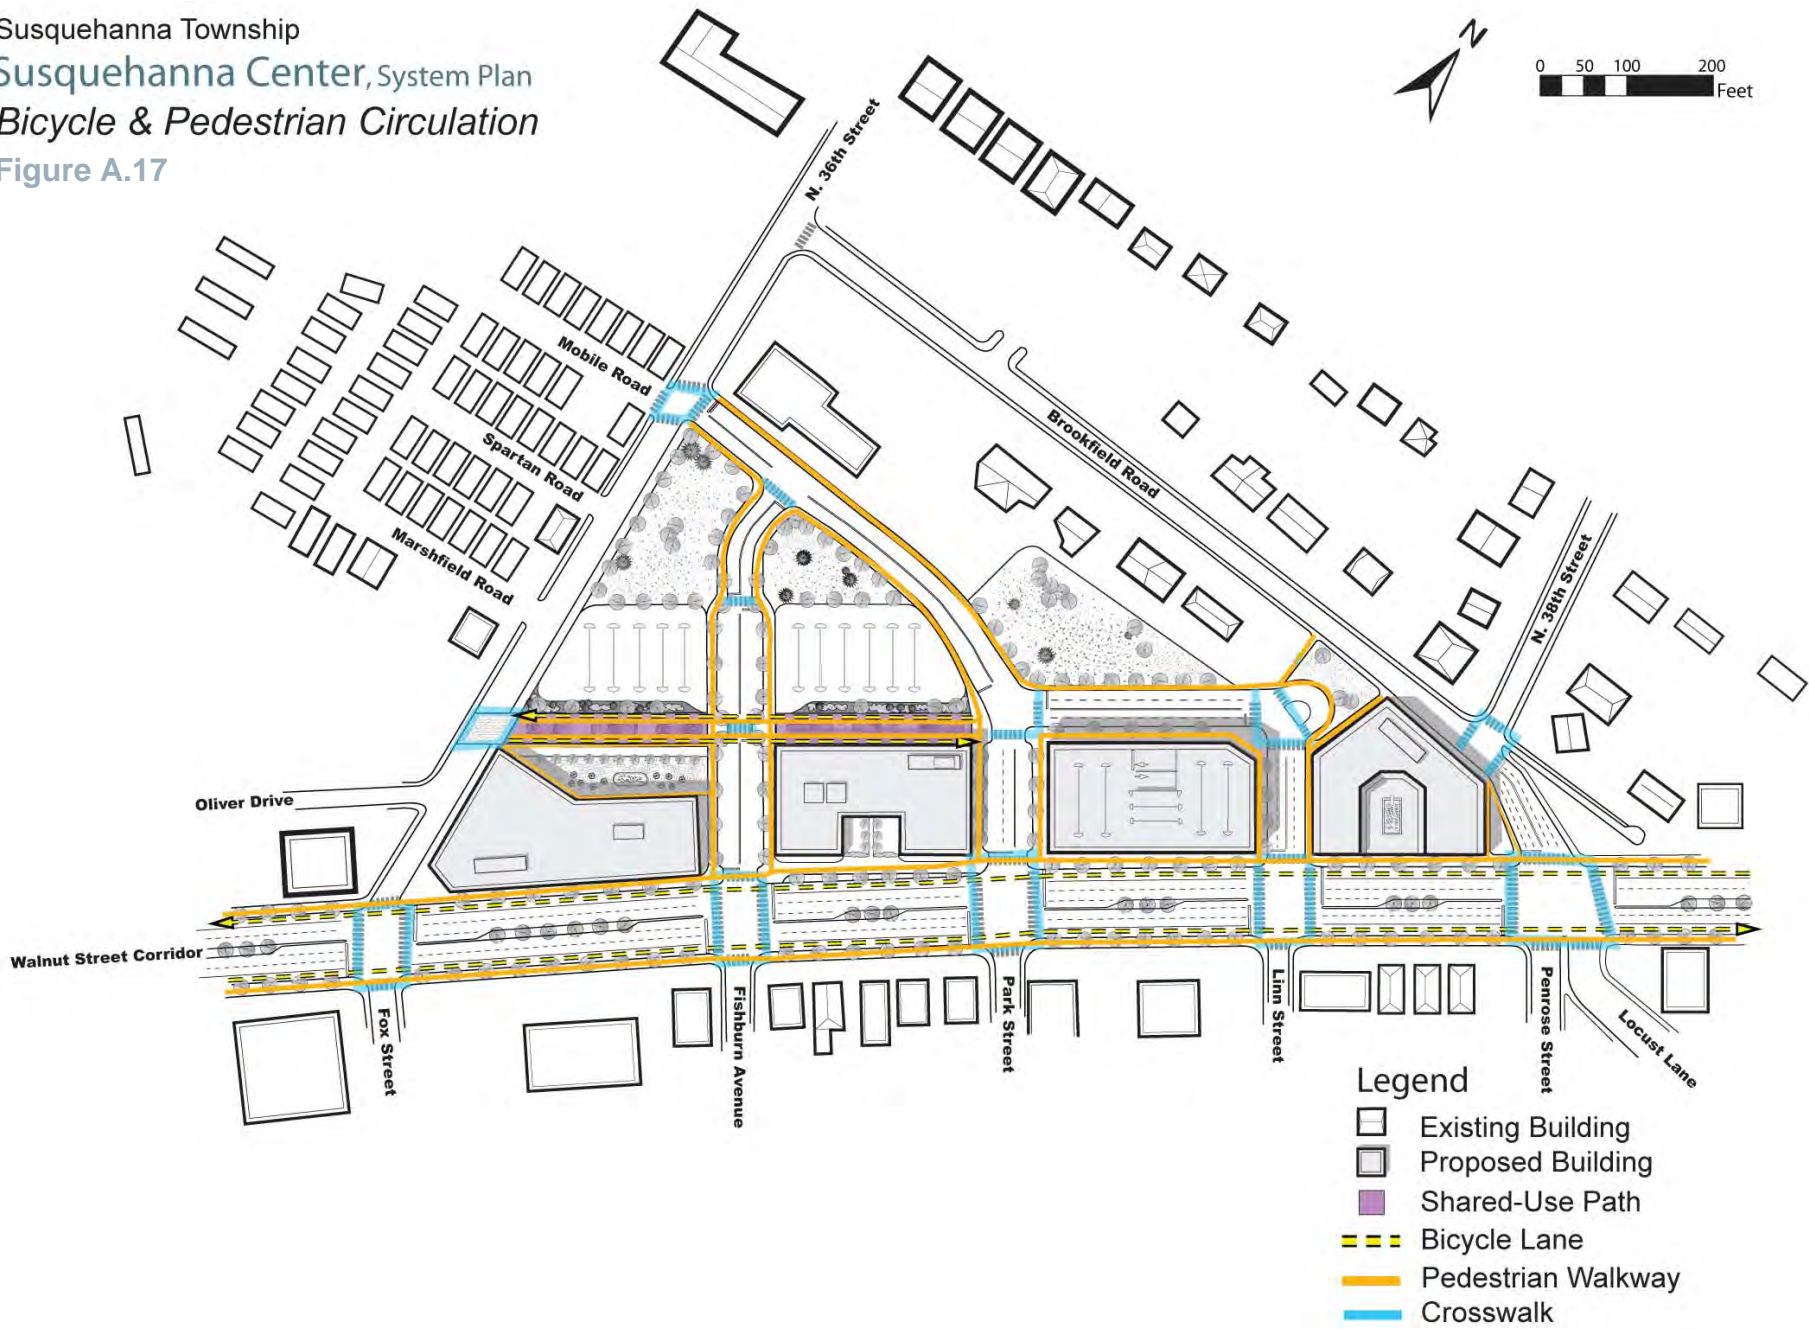 Susquehanna Township
Susquehanna Center, System Plan
Bicycle & Pedestrian Circulation
Figure A.17
N
0 50 100 200
Feet
N. 36th Street
Mobile Road
Spartan Road
Marshfield Road
Brookfield Road
N. 38th Street
Oliver Drive
Walnut Street Corridor
Fox Street
Fishburn Avenue
Park Street
Linn Street
Penrose Street
Locust Lane
Legend
Existing Building
Proposed Building
Shared-Use Path
Bicycle Lane
Pedestrian Walkway
Crosswalk